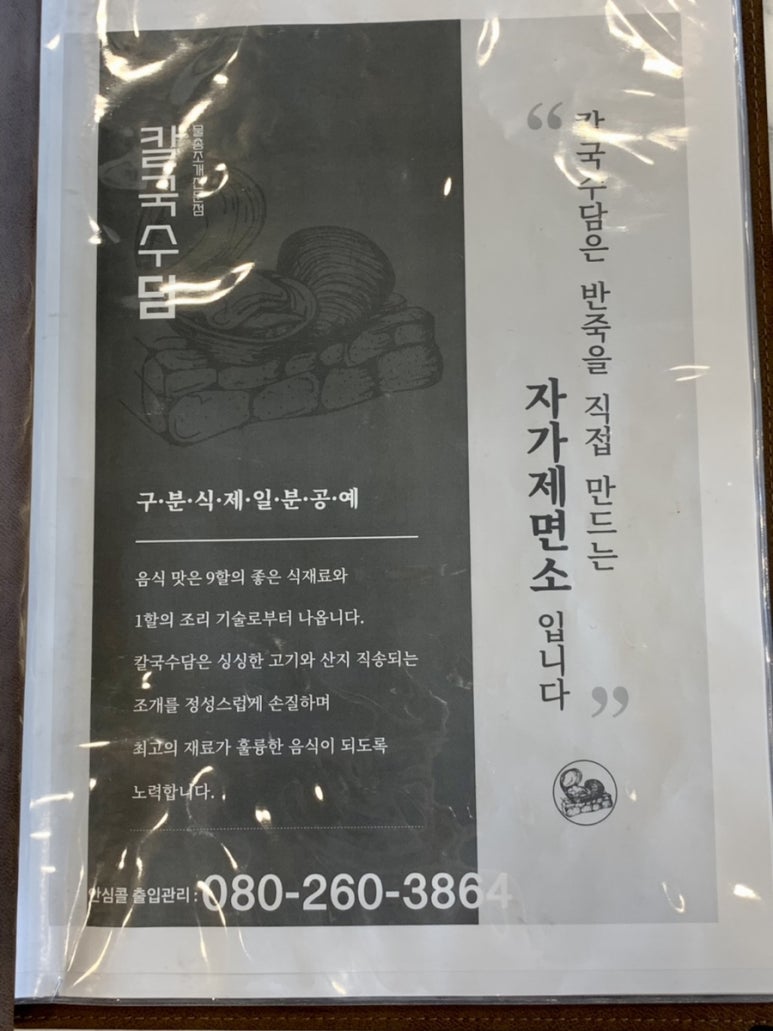 칼국수담
물총조개전문점
구·분·식·제·일·분·공·예
음식 맛은 9할의 좋은 식재료와
1할의 조리 기술로부터 나옵니다.
칼국수담은 싱싱한 고기와 산지 직송되는
조개를 정성스럽게 손질하며
최고의 재료가 훌륭한 음식이 되도록
노력합니다.
안심콜 출입관리 : 080-260-3864
“칼국수담은 반죽을 직접 만드는
자가제면소 입니다”